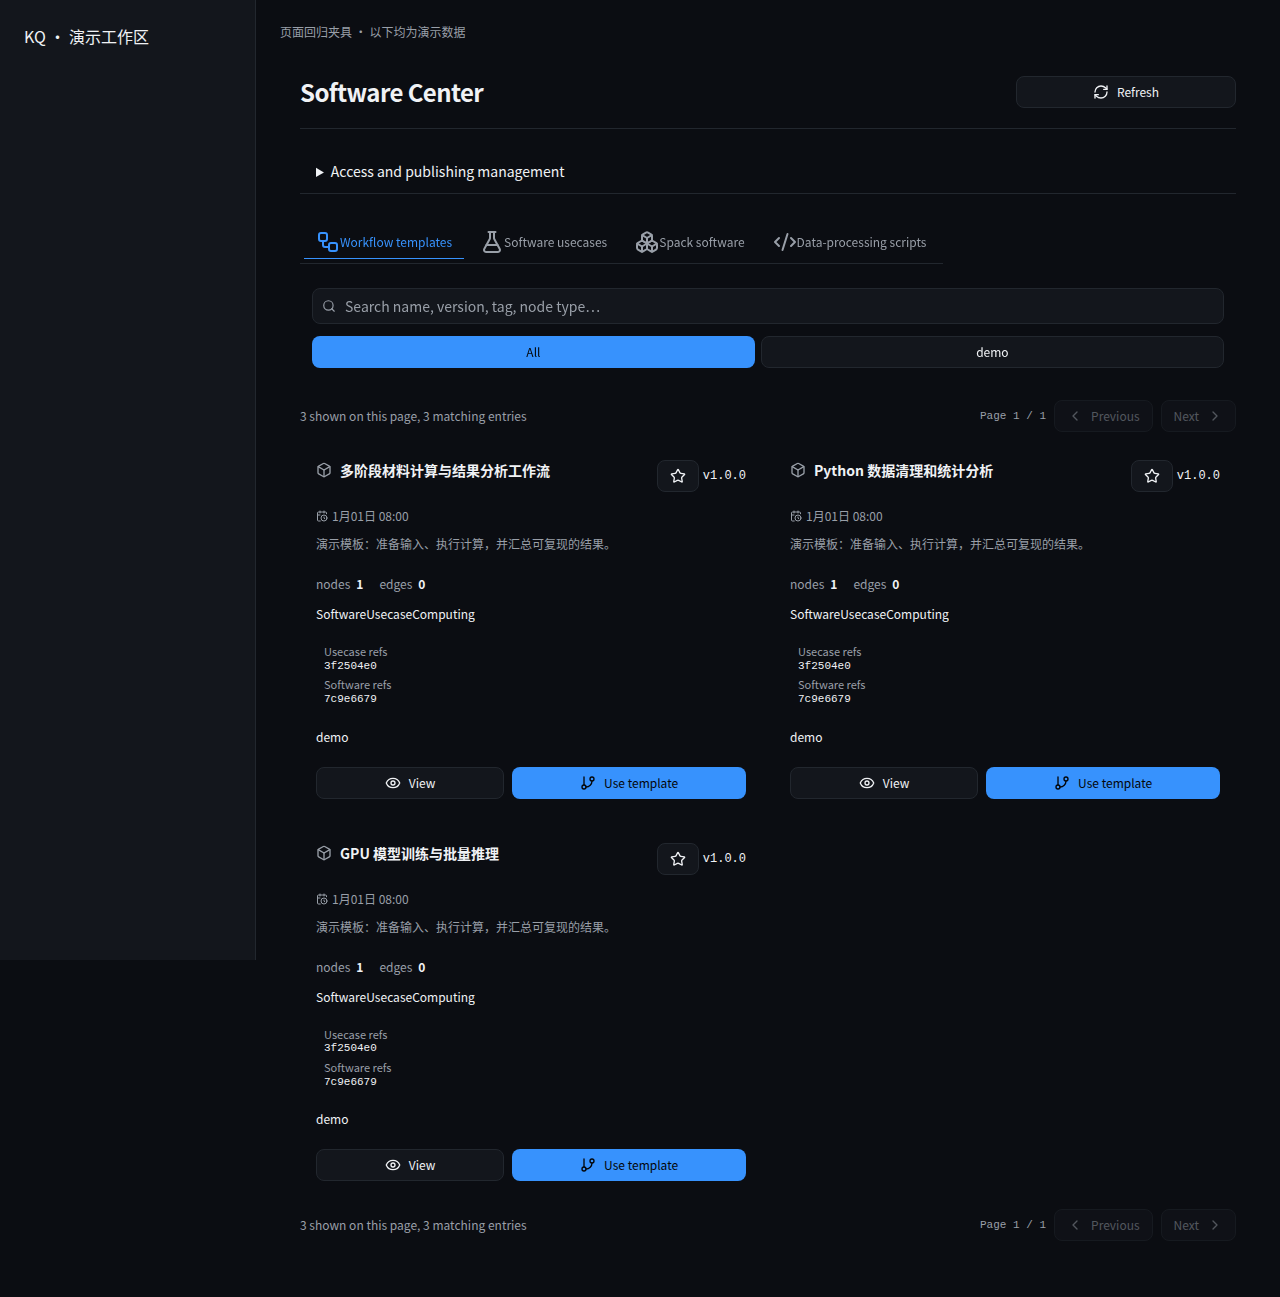 KQ · 演示工作区
页面回归夹具 · 以下均为演示数据
Software Center
Refresh
Access and publishing management
Workflow templates
Software usecases
Spack software
Data-processing scripts
Search name, version, tag, node type…
All
demo
3 shown on this page, 3 matching entries
Page 1 / 1
Previous
Next
多阶段材料计算与结果分析工作流
v1.0.0
1月01日 08:00
演示模板：准备输入、执行计算，并汇总可复现的结果。
nodes 1 edges 0
SoftwareUsecaseComputing
Usecase refs
3f2504e0
Software refs
7c9e6679
demo
View
Use template
Python 数据清理和统计分析
v1.0.0
1月01日 08:00
演示模板：准备输入、执行计算，并汇总可复现的结果。
nodes 1 edges 0
SoftwareUsecaseComputing
Usecase refs
3f2504e0
Software refs
7c9e6679
demo
View
Use template
GPU 模型训练与批量推理
v1.0.0
1月01日 08:00
演示模板：准备输入、执行计算，并汇总可复现的结果。
nodes 1 edges 0
SoftwareUsecaseComputing
Usecase refs
3f2504e0
Software refs
7c9e6679
demo
View
Use template
3 shown on this page, 3 matching entries
Page 1 / 1
Previous
Next